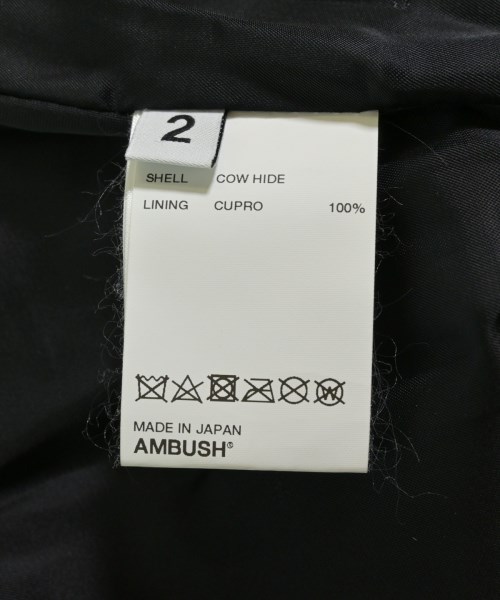 2
SHELL COW HIDE
LINING CUPRO 100%
W
MADE IN JAPAN
AMBUSH®